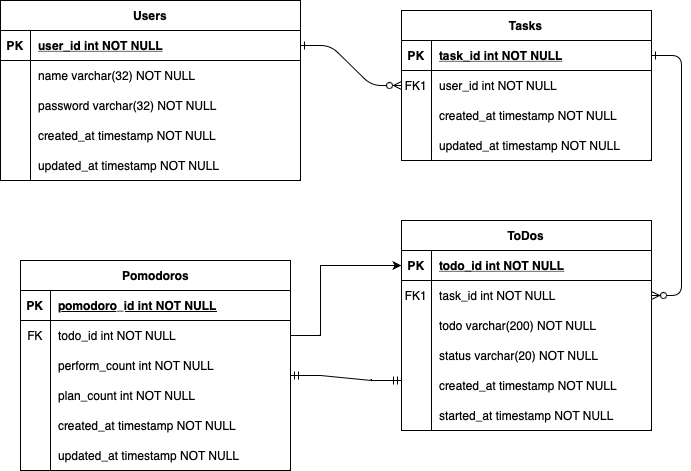 Users
PK user_id int NOT NULL
name varchar(32) NOT NULL
password varchar(32) NOT NULL
created_at timestamp NOT NULL
updated_at timestamp NOT NULL
Tasks
PK task_id int NOT NULL
FK1 user_id int NOT NULL
created_at timestamp NOT NULL
updated_at timestamp NOT NULL
Pomodoros
PK pomodoro_id int NOT NULL
FK todo_id int NOT NULL
perform_count int NOT NULL
plan_count int NOT NULL
created_at timestamp NOT NULL
updated_at timestamp NOT NULL
ToDos
PK todo_id int NOT NULL
FK1 task_id int NOT NULL
todo varchar(200) NOT NULL
status varchar(20) NOT NULL
created_at timestamp NOT NULL
started_at timestamp NOT NULL